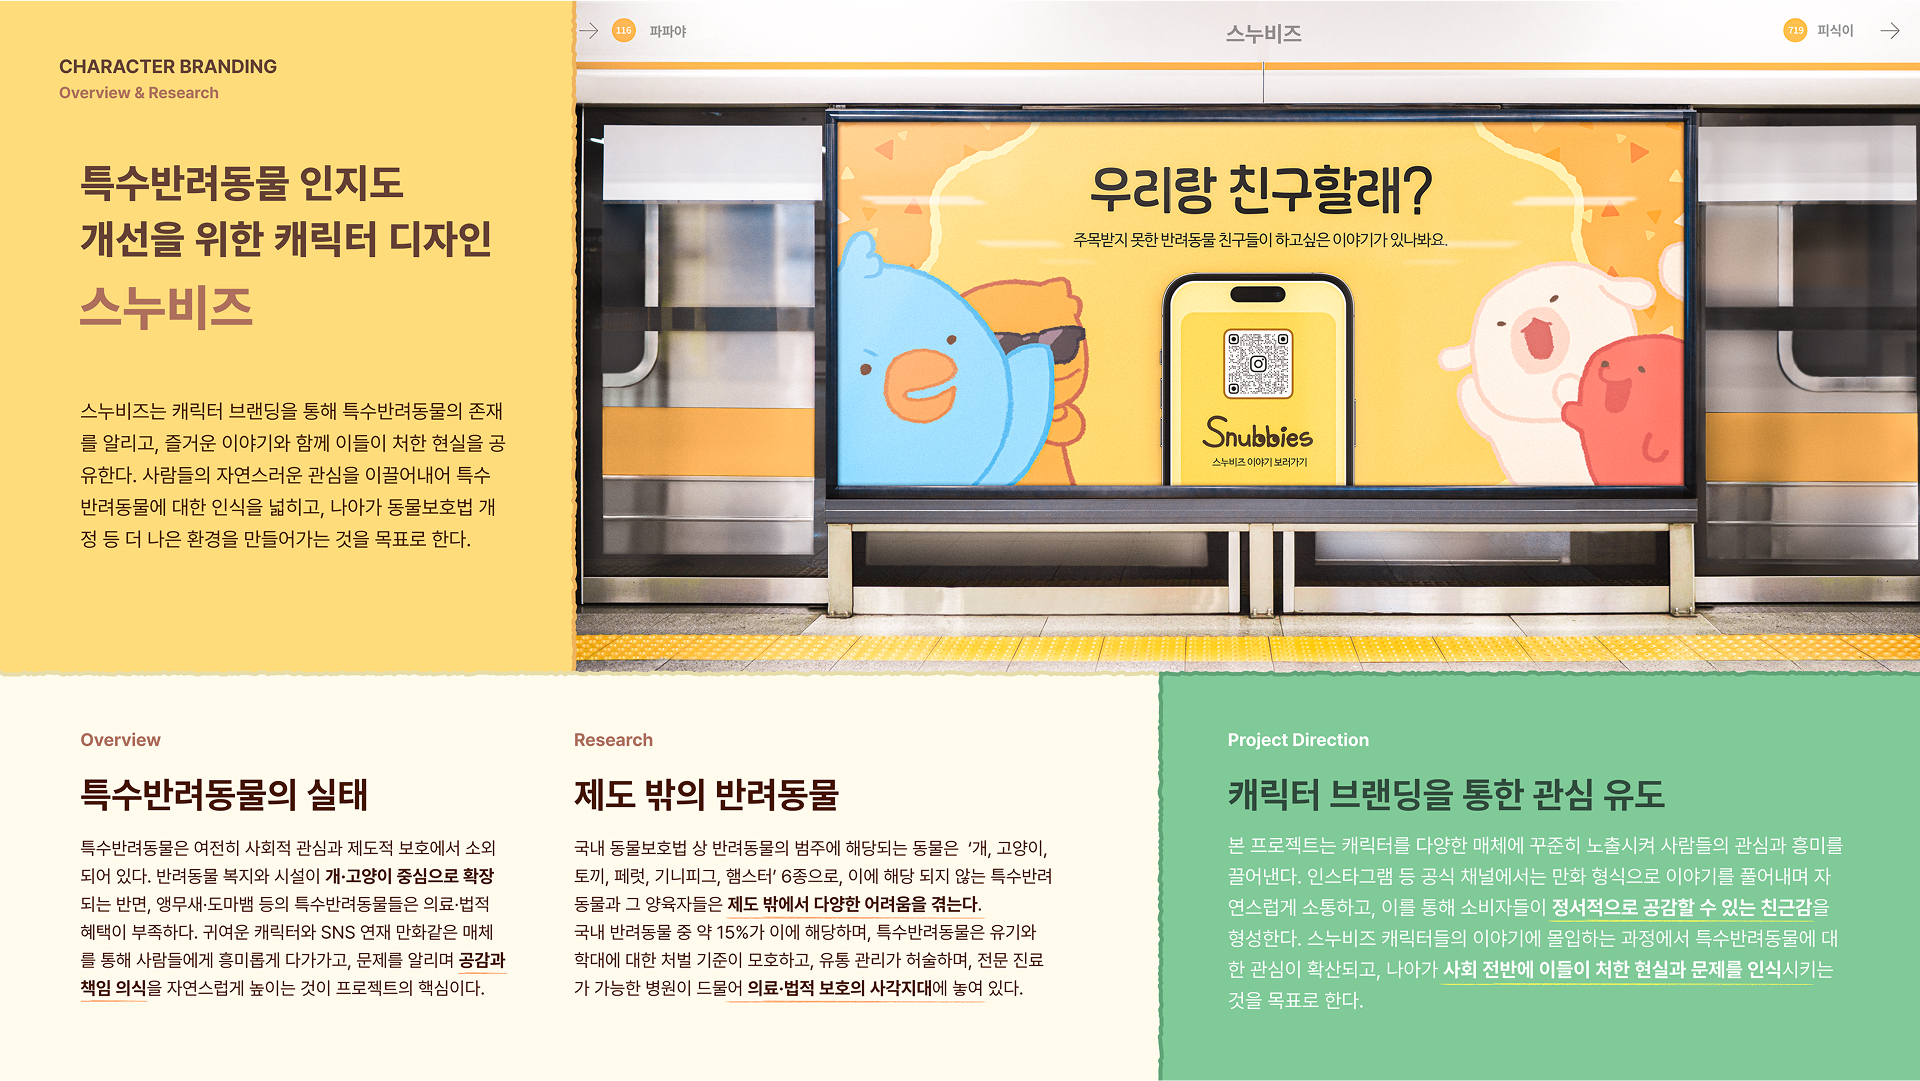 CHARACTER BRANDING
Overview & Research
특수반려동물 인지도
개선을 위한 캐릭터 디자인
스누비즈
스누비즈는 캐릭터 브랜딩을 통해 특수반려동물의 존재
를 알리고, 즐거운 이야기와 함께 이들이 처한 현실을 공
유한다. 사람들의 자연스러운 관심을 이끌어내어 특수
반려동물에 대한 인식을 넓히고, 나아가 동물보호법 개
정 등 더 나은 환경을 만들어가는 것을 목표로 한다.
116 파파야
스누비즈
719 피식이
우리랑 친구할래?
주목받지 못한 반려동물 친구들이 하고싶은 이야기가 있나봐요.
Snubbies
스누비즈 이야기 보러가기
Overview
특수반려동물의 실태
특수반려동물은 여전히 사회적 관심과 제도적 보호에서 소외
되어 있다. 반려동물 복지와 시설이 개·고양이 중심으로 확장
되는 반면, 앵무새·도마뱀 등의 특수반려동물들은 의료·법적
혜택이 부족하다. 귀여운 캐릭터와 SNS 연재 만화같은 매체
를 통해 사람들에게 흥미롭게 다가가고, 문제를 알리며 공감과
책임 의식을 자연스럽게 높이는 것이 프로젝트의 핵심이다.
Research
제도 밖의 반려동물
국내 동물보호법 상 반려동물의 범주에 해당되는 동물은 ‘개, 고양이,
토끼, 페럿, 기니피그, 햄스터’ 6종으로, 이에 해당 되지 않는 특수반려
동물과 그 양육자들은 제도 밖에서 다양한 어려움을 겪는다.
국내 반려동물 중 약 15%가 이에 해당하며, 특수반려동물은 유기와
학대에 대한 처벌 기준이 모호하고, 유통 관리가 허술하며, 전문 진료
가 가능한 병원이 드물어 의료·법적 보호의 사각지대에 놓여 있다.
Project Direction
캐릭터 브랜딩을 통한 관심 유도
본 프로젝트는 캐릭터를 다양한 매체에 꾸준히 노출시켜 사람들의 관심과 흥미를
끌어낸다. 인스타그램 등 공식 채널에서는 만화 형식으로 이야기를 풀어내며 자
연스럽게 소통하고, 이를 통해 소비자들이 정서적으로 공감할 수 있는 친근감을
형성한다. 스누비즈 캐릭터들의 이야기에 몰입하는 과정에서 특수반려동물에 대
한 관심이 확산되고, 나아가 사회 전반에 이들이 처한 현실과 문제를 인식시키는
것을 목표로 한다.